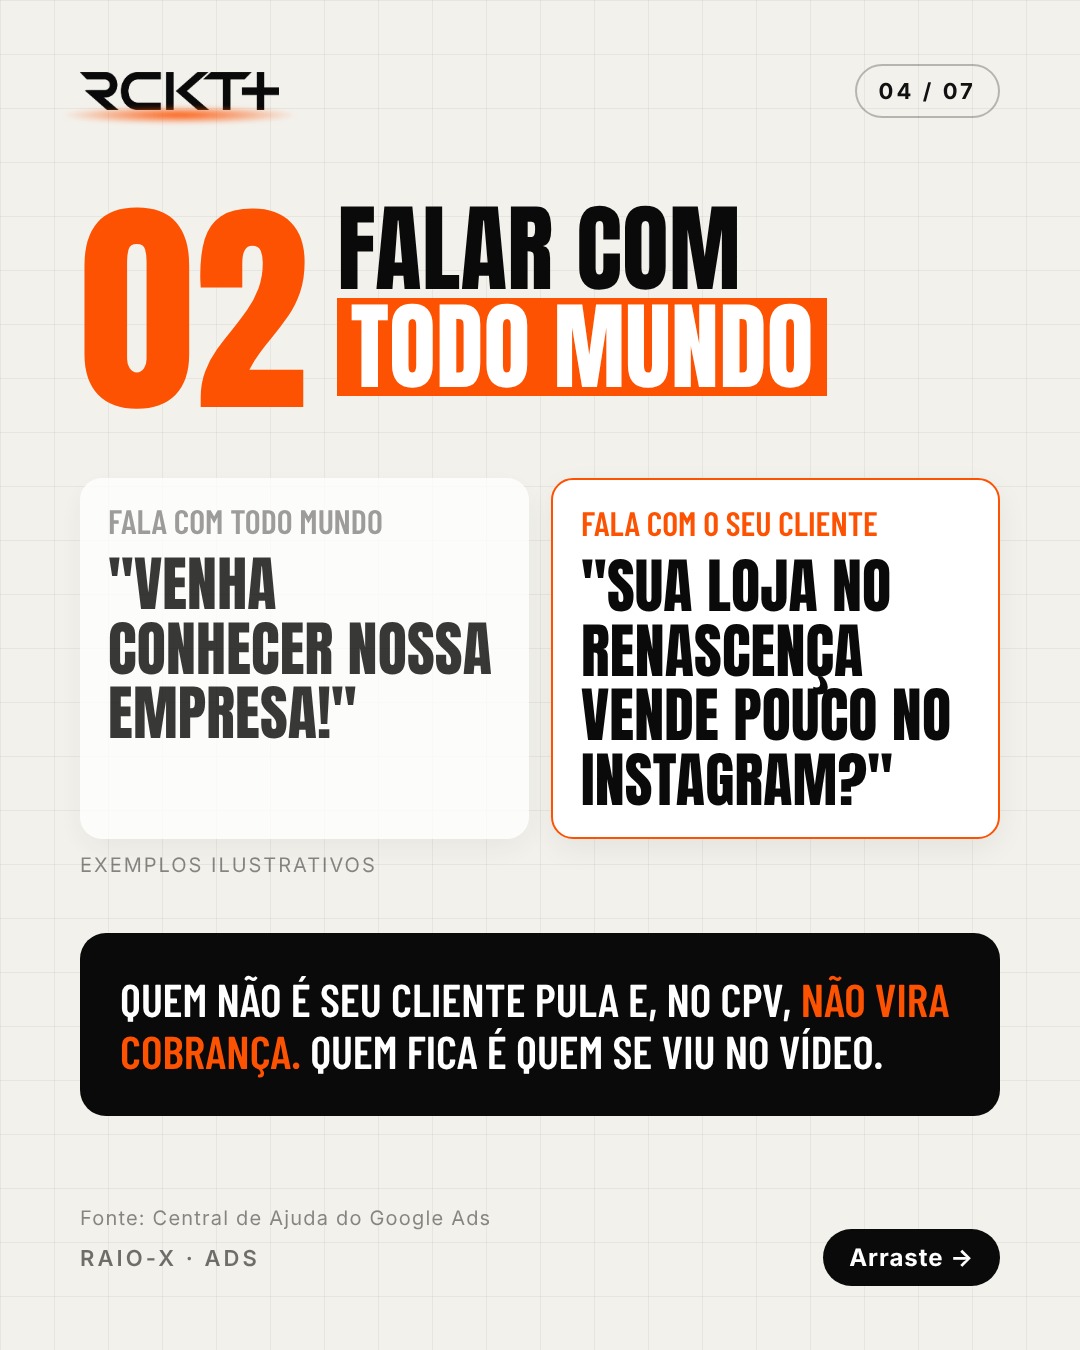 RCKT+
04 / 07
02
FALAR COM
TODO MUNDO
FALA COM TODO MUNDO
"VENHA
CONHECER NOSSA
EMPRESA!"
FALA COM O SEU CLIENTE
"SUA LOJA NO
RENASCENÇA
VENDE POUCO NO
INSTAGRAM?"
EXEMPLOS ILUSTRATIVOS
QUEM NÃO É SEU CLIENTE PULA E, NO CPV, NÃO VIRA
COBRANÇA. QUEM FICA É QUEM SE VIU NO VÍDEO.
Fonte: Central de Ajuda do Google Ads
RAIO-X · ADS
Arraste →